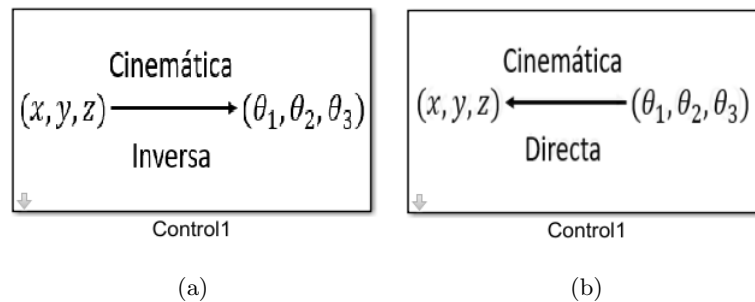 Cinemática
(x, y, z) (θ₁, θ₂, θ₃)
Inversa
Control1
(a)
Cinemática
(x, y, z) (θ₁, θ₂, θ₃)
Directa
Control1
(b)